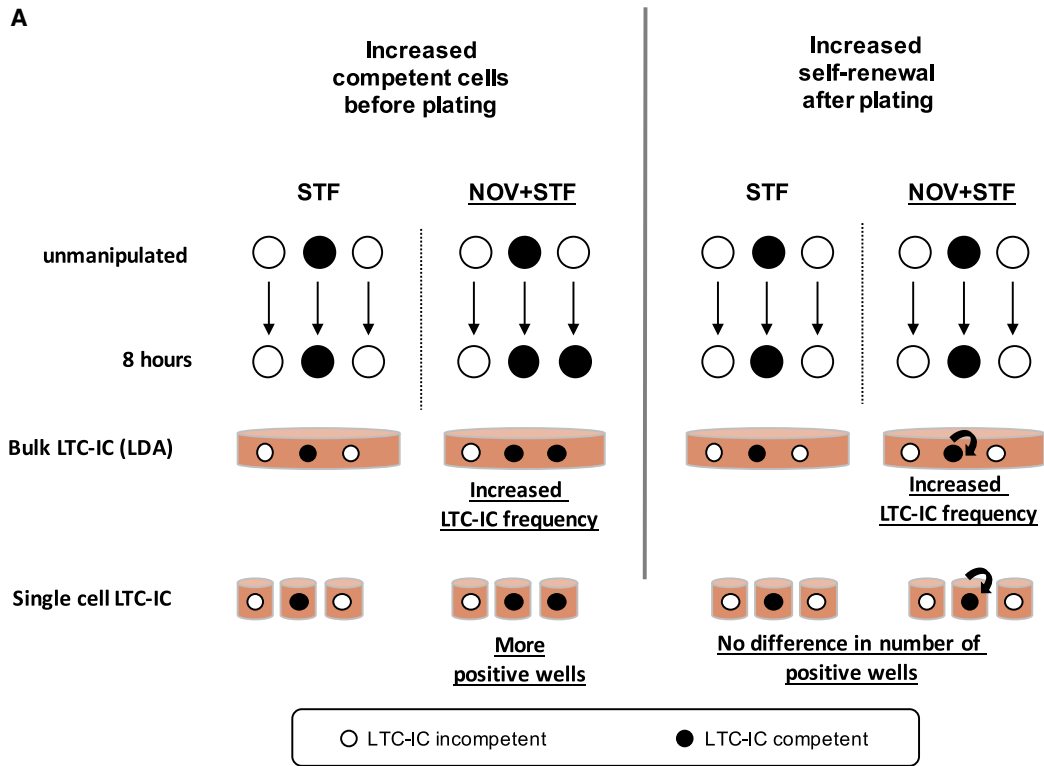 A
Increased
competent cells
before plating
Increased
self-renewal
after plating
STF
NOV+STF
STF
NOV+STF
unmanipulated
8 hours
Bulk LTC-IC (LDA)
Increased
LTC-IC frequency
Increased
LTC-IC frequency
Single cell LTC-IC
More
positive wells
No difference in number of
positive wells
LTC-IC incompetent
LTC-IC competent